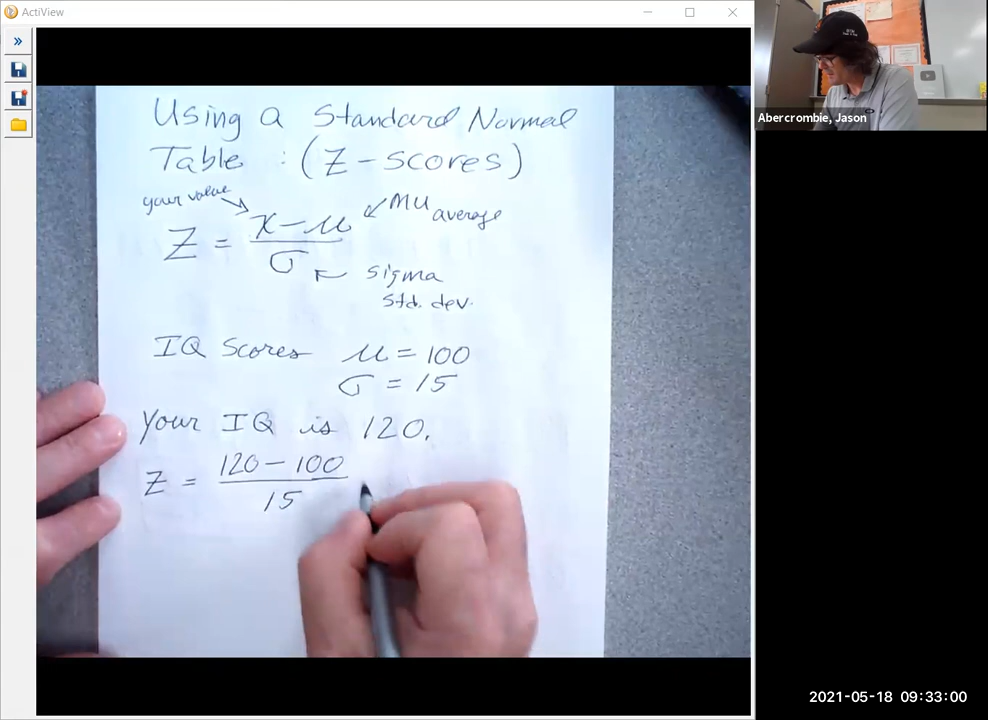 ActiView
Using a Standard Normal
Table : (Z-scores)
your value
MU average
Z = x-μ / σ
sigma
std. dev.
IQ Scores μ = 100
σ = 15
Your IQ is 120.
Z = 120-100 / 15
Abercrombie, Jason
2021-05-18 09:33:00